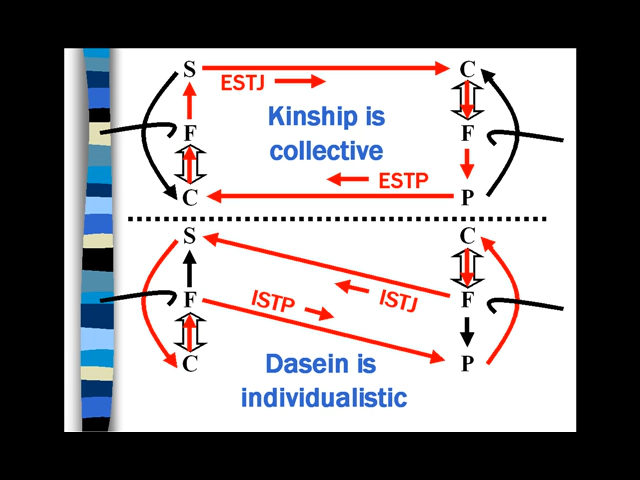 S C
ESTJ
Kinship is
F F
collective
ESTP
C P
S C
ISTP ISTJ
F F
C Dasein is P
individualistic